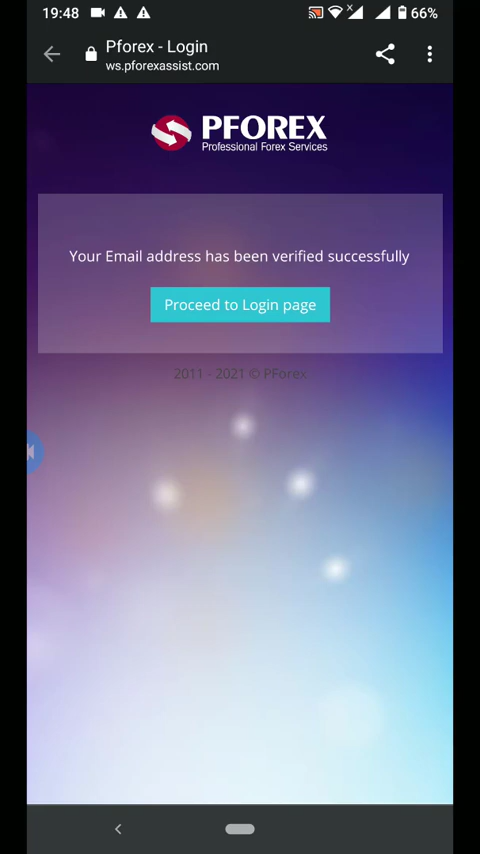 19:48
66%
Pforex - Login
ws.pforexassist.com
PFOREX
Professional Forex Services
Your Email address has been verified successfully
Proceed to Login page
2011 - 2021 © PForex